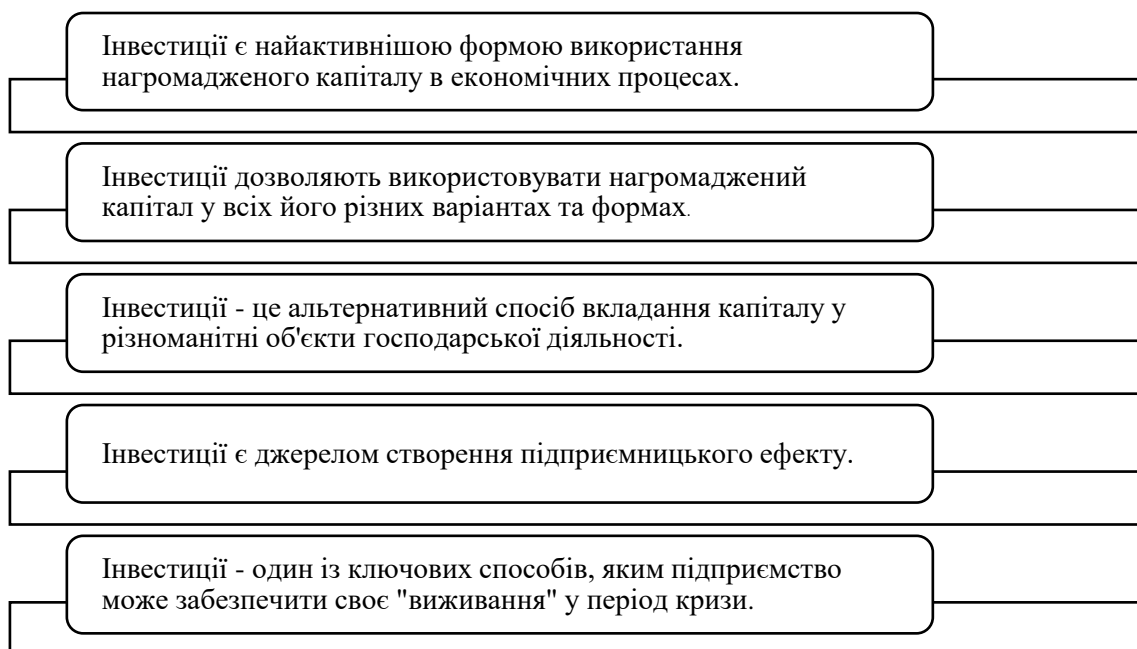 Інвестиції є найактивнішою формою використання
нагромадженого капіталу в економічних процесах.
Інвестиції дозволяють використовувати нагромаджений
капітал у всіх його різних варіантах та формах.
Інвестиції - це альтернативний спосіб вкладання капіталу у
різноманітні об'єкти господарської діяльності.
Інвестиції є джерелом створення підприємницького ефекту.
Інвестиції - один із ключових способів, яким підприємство
може забезпечити своє "виживання" у період кризи.